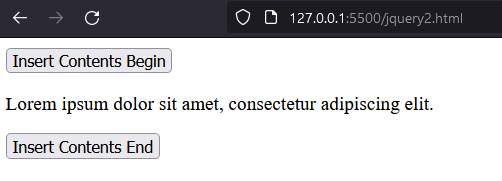 127.0.0.1:5500/jquery2.html
Insert Contents Begin
Lorem ipsum dolor sit amet, consectetur adipiscing elit.
Insert Contents End